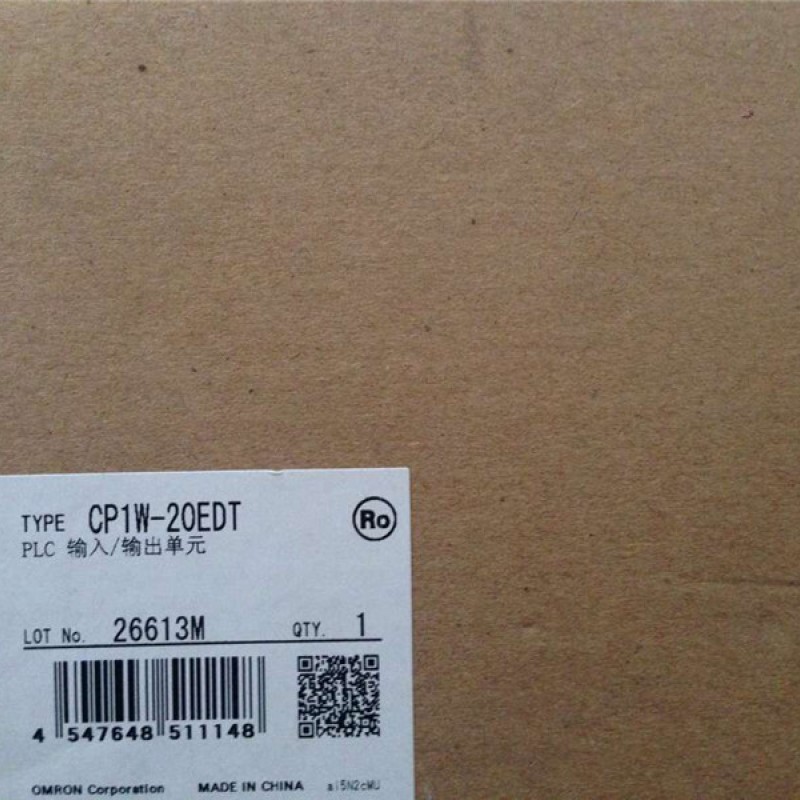 TYPE CP1W-20EDT
Ro
PLC 输入/输出单元
LOT No. 26613M QTY. 1
4 547648 511148
OMRON Corporation MADE IN CHINA ai5N2cWU